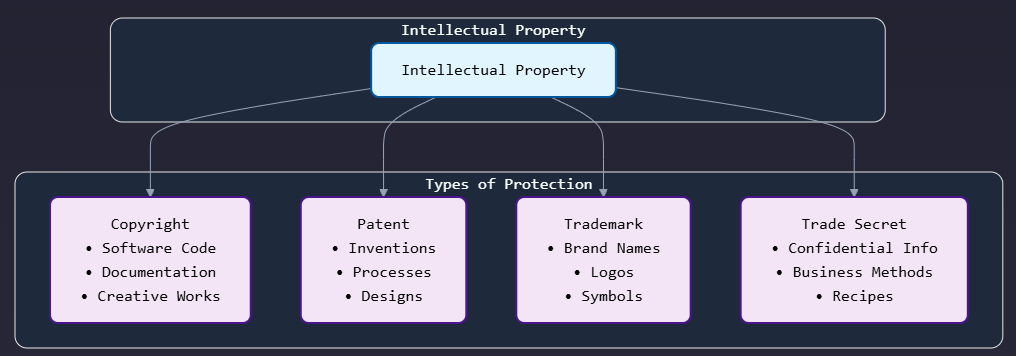 Intellectual Property
Intellectual Property
Types of Protection
Copyright
• Software Code
• Documentation
• Creative Works
Patent
• Inventions
• Processes
• Designs
Trademark
• Brand Names
• Logos
• Symbols
Trade Secret
• Confidential Info
• Business Methods
• Recipes